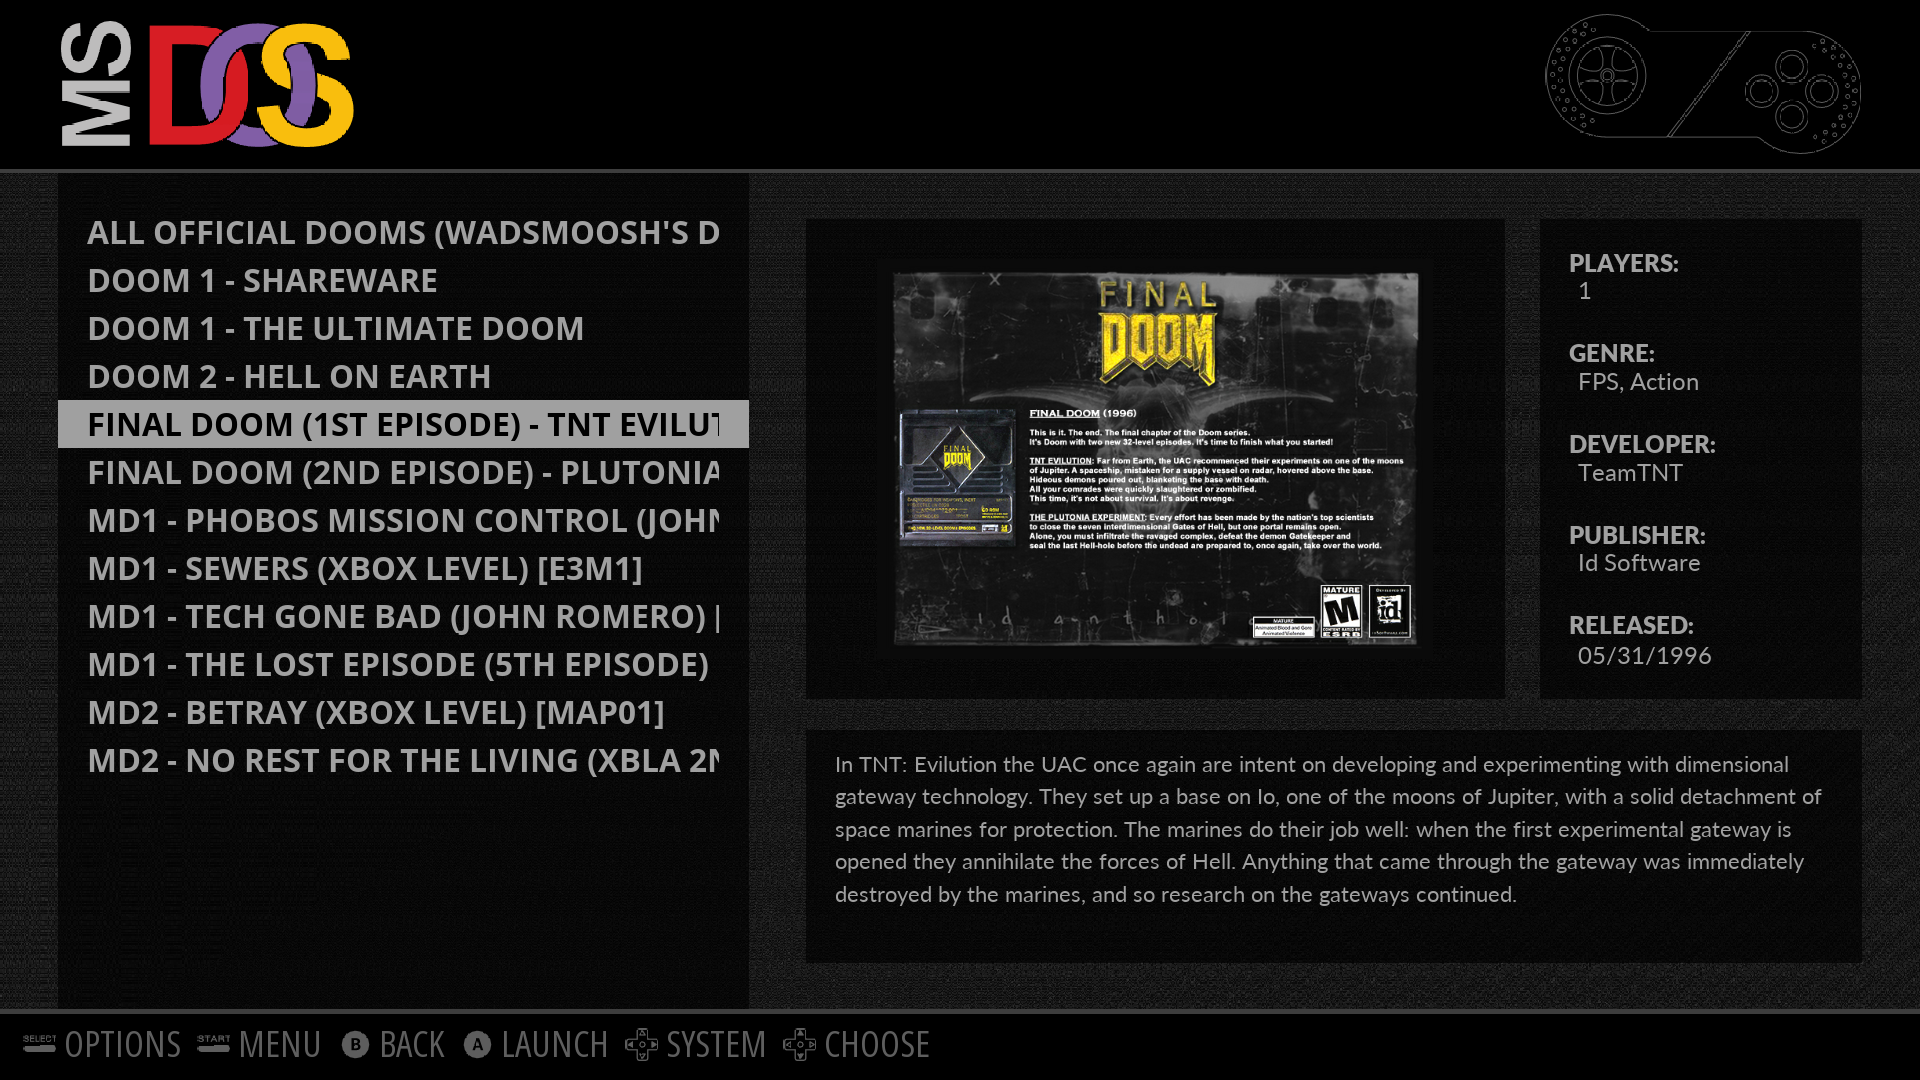 MS DOS
ALL OFFICIAL DOOMS (WADSMOOSH'S D
DOOM 1 - SHAREWARE
DOOM 1 - THE ULTIMATE DOOM
DOOM 2 - HELL ON EARTH
FINAL DOOM (1ST EPISODE) - TNT EVILUT
FINAL DOOM (2ND EPISODE) - PLUTONIA
MD1 - PHOBOS MISSION CONTROL (JOHN
MD1 - SEWERS (XBOX LEVEL) [E3M1]
MD1 - TECH GONE BAD (JOHN ROMERO) [
MD1 - THE LOST EPISODE (5TH EPISODE)
MD2 - BETRAY (XBOX LEVEL) [MAP01]
MD2 - NO REST FOR THE LIVING (XBLA 2N
FINAL
DOOM
FINAL DOOM (1996)
This is it. The end. The final chapter of the Doom series.
It's Doom with two new 32-level episodes. It's time to finish what you started!
TNT EVILUTION: Far from Earth, the UAC recommenced their experiments on one of the moons
of Jupiter. A spaceship, mistaken for a supply vessel on radar, hovered above the base.
Hideous demons poured out, blanketing the base with death.
All your comrades were quickly slaughtered or zombified.
This time, it's not about survival. It's about revenge.
THE PLUTONIA EXPERIMENT: Every effort has been made by the nation's top scientists
to close the seven interdimensional Gates of Hell, but one portal remains open.
Alone, you must infiltrate the ravaged complex, defeat the demon Gatekeeper and
seal the last Hell-hole before the undead are prepared to, once again, take over the world.
FINAL
DOOM
id anthol
MATURE
Animated Blood and Gore
Animated Violence
MATURE
M
CONTENT RATED BY
ESRB
DEVELOPED BY
id
PLAYERS:
1
GENRE:
FPS, Action
DEVELOPER:
TeamTNT
PUBLISHER:
Id Software
RELEASED:
05/31/1996
In TNT: Evilution the UAC once again are intent on developing and experimenting with dimensional
gateway technology. They set up a base on Io, one of the moons of Jupiter, with a solid detachment of
space marines for protection. The marines do their job well: when the first experimental gateway is
opened they annihilate the forces of Hell. Anything that came through the gateway was immediately
destroyed by the marines, and so research on the gateways continued.
SELECT OPTIONS START MENU B BACK A LAUNCH SYSTEM CHOOSE